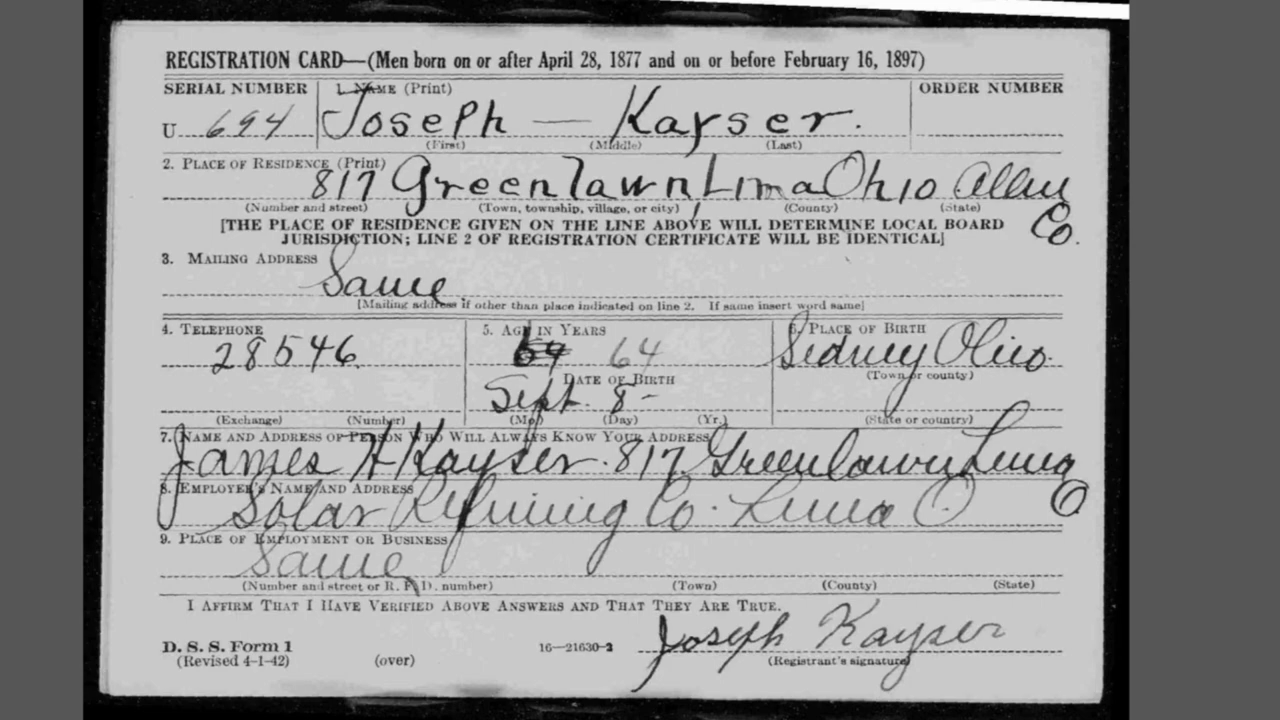 REGISTRATION CARD—(Men born on or after April 28, 1877 and on or before February 16, 1897)
SERIAL NUMBER 1. NAME (Print) ORDER NUMBER
U 694 Joseph — Kayser.
(First) (Middle) (Last)
2. PLACE OF RESIDENCE (Print)
817 Greenlawn, Lima Ohio Allen
(Number and street) (Town, township, village, or city) (County) (State)
[THE PLACE OF RESIDENCE GIVEN ON THE LINE ABOVE WILL DETERMINE LOCAL BOARD Co.
JURISDICTION; LINE 2 OF REGISTRATION CERTIFICATE WILL BE IDENTICAL]
3. MAILING ADDRESS
Same
[Mailing address if other than place indicated on line 2. If same insert word same]
4. TELEPHONE 5. AGE IN YEARS 6. PLACE OF BIRTH
28546. 64 Sidney Ohio.
DATE OF BIRTH (Town or county)
Sept. 8-
(Exchange) (Number) (Mo.) (Day) (Yr.) (State or country)
7. NAME AND ADDRESS OF PERSON WHO WILL ALWAYS KNOW YOUR ADDRESS
James H Kayser. 817. Greenlawn Lima
8. EMPLOYER'S NAME AND ADDRESS O
Solar Refining Co. Lima O
9. PLACE OF EMPLOYMENT OR BUSINESS
Same
(Number and street or R. F. D. number) (Town) (County) (State)
I AFFIRM THAT I HAVE VERIFIED ABOVE ANSWERS AND THAT THEY ARE TRUE.
Joseph Kayser
D. S. S. Form 1 16—21630-2
(Revised 4-1-42) (over) (Registrant's signature)